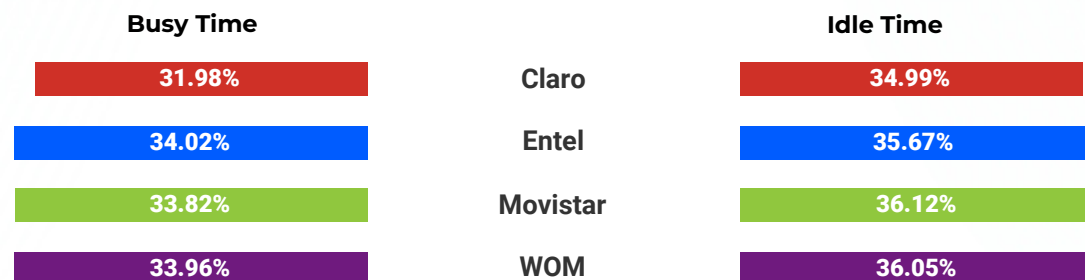 Busy Time Idle Time
31.98% Claro 34.99%
34.02% Entel 35.67%
33.82% Movistar 36.12%
33.96% WOM 36.05%